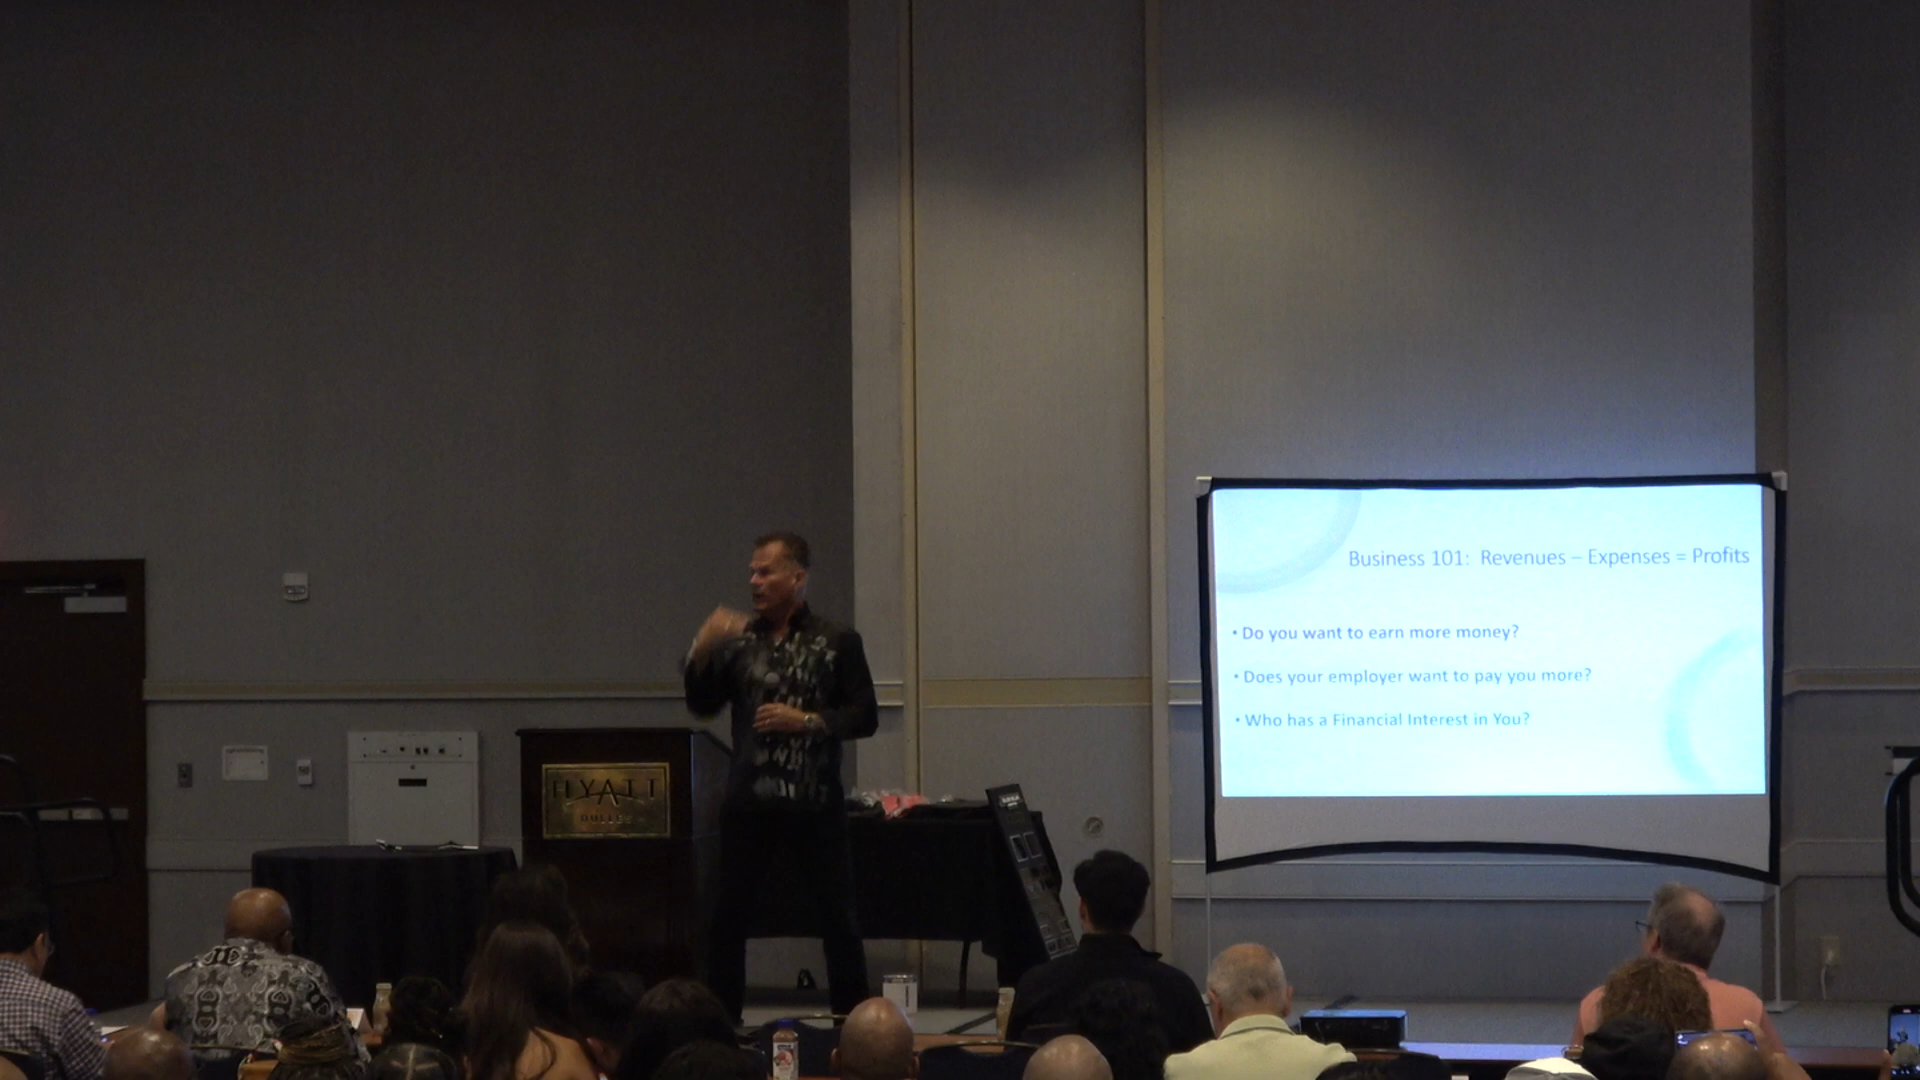 Business 101:  Revenues – Expenses = Profits
• Do you want to earn more money?
• Does your employer want to pay you more?
• Who has a Financial Interest in You?
HYATT
DULLES